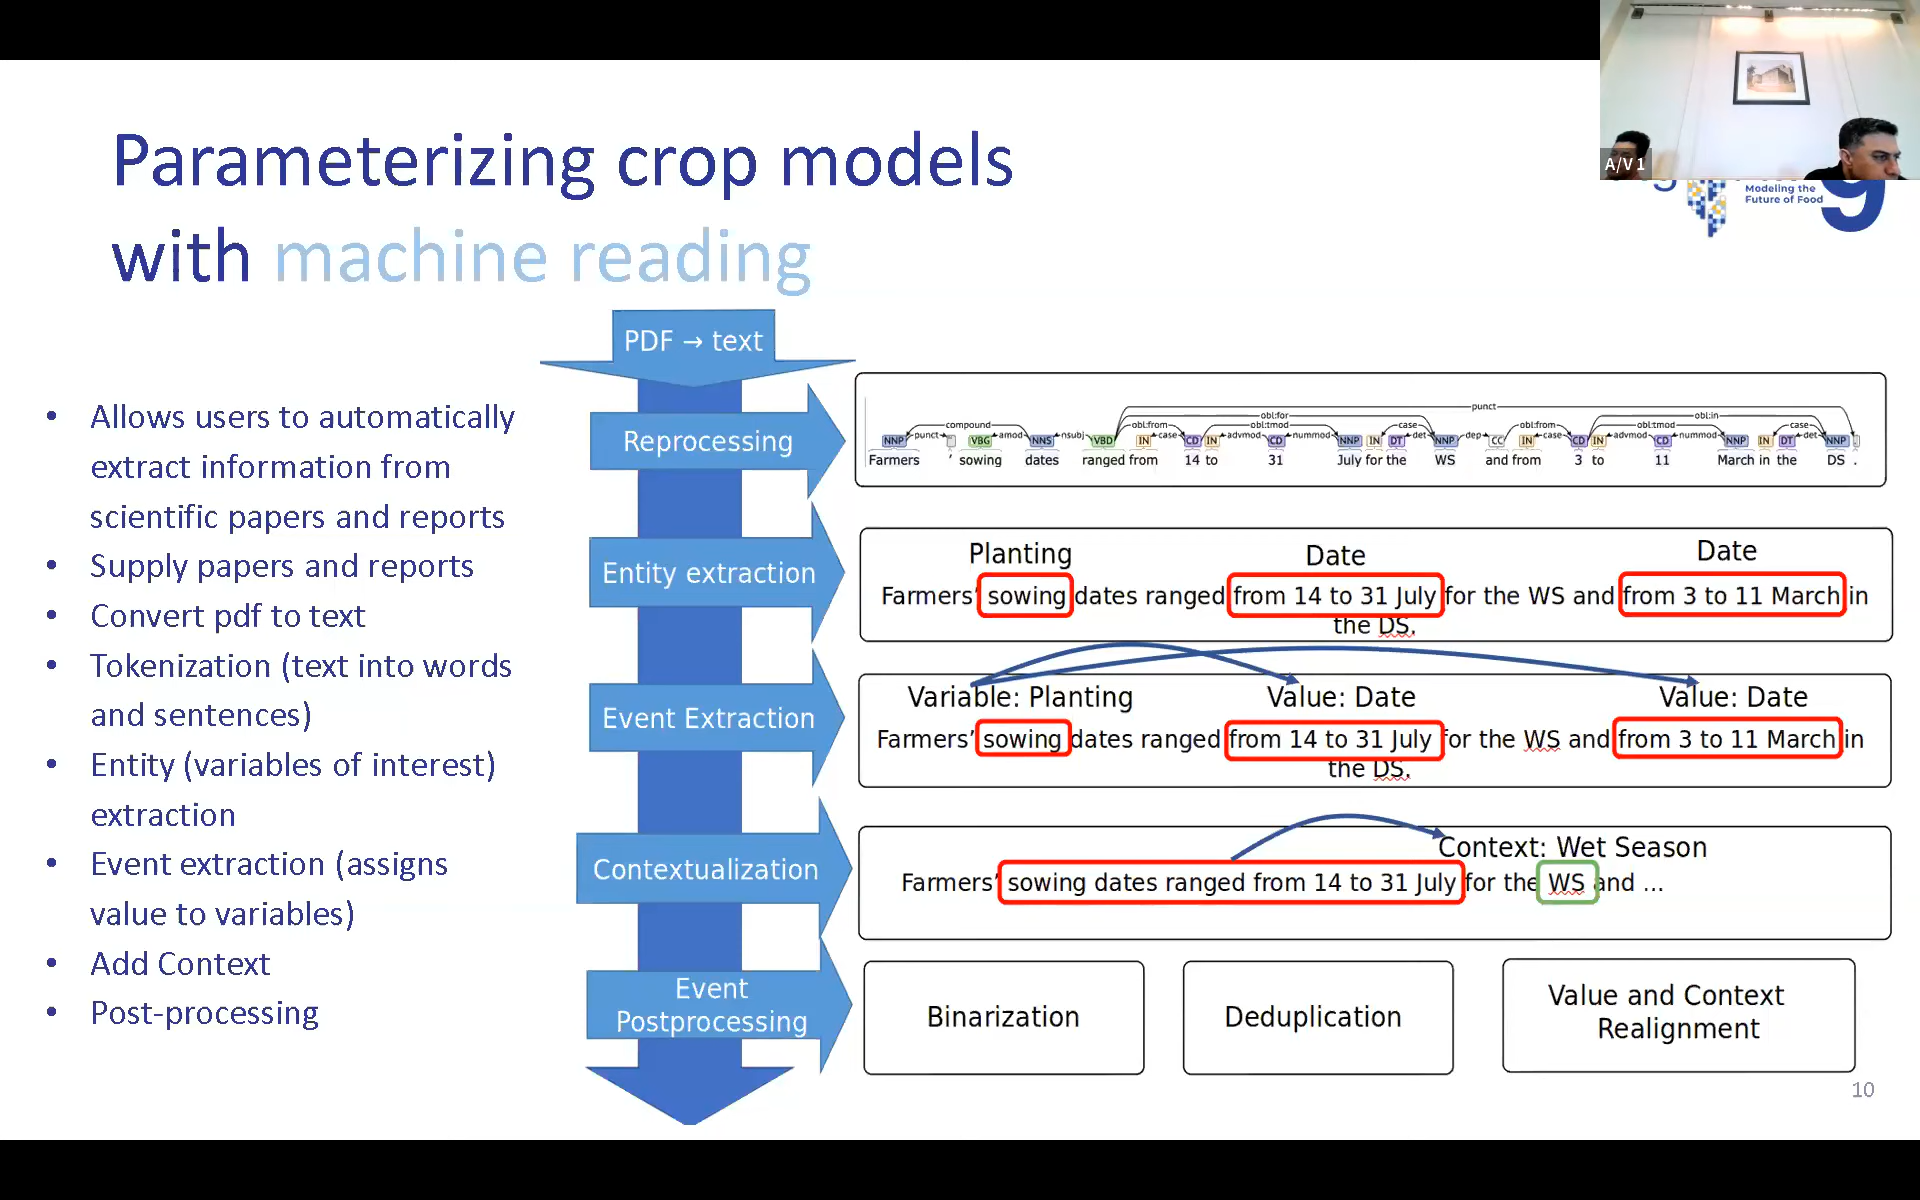 A/V 1
Modeling the
Future of Food
9
Parameterizing crop models
with machine reading
• Allows users to automatically
extract information from
scientific papers and reports
• Supply papers and reports
• Convert pdf to text
• Tokenization (text into words
and sentences)
• Entity (variables of interest)
extraction
• Event extraction (assigns
value to variables)
• Add Context
• Post-processing
PDF → text
Reprocessing
punct
obl:for obl:in
compound obl:from obl:tmod case obl:from obl:tmod case
punct amod nsubj case advmod nummod det dep case advmod nummod det
NNP VBG NNS VBD IN CD IN CD NNP IN DT NNP CC IN CD IN CD NNP IN DT NNP
Farmers ’ sowing dates ranged from 14 to 31 July for the WS and from 3 to 11 March in the DS .
Entity extraction
Planting Date Date
Farmers’ sowing dates ranged from 14 to 31 July for the WS and from 3 to 11 March in
the DS.
Event Extraction
Variable: Planting Value: Date Value: Date
Farmers’ sowing dates ranged from 14 to 31 July for the WS and from 3 to 11 March in
the DS.
Contextualization
Context: Wet Season
Farmers’ sowing dates ranged from 14 to 31 July for the WS and ...
Event
Postprocessing
Binarization
Deduplication
Value and Context
Realignment
10